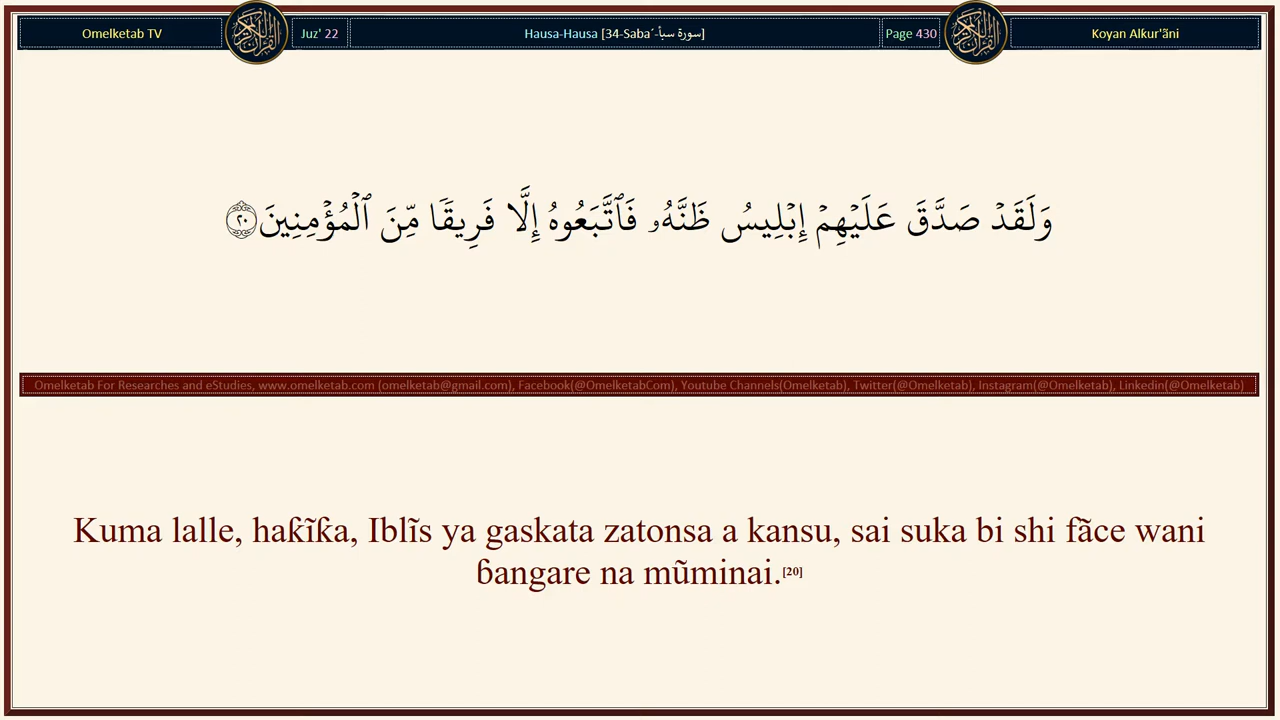 Omelketab TV
Juz' 22
Hausa-Hausa [34-Saba´-سورة سبأ]
Page 430
Koyan Alƙur'ãni
وَلَقَدۡ صَدَّقَ عَلَيۡهِمۡ إِبۡلِيسُ ظَنَّهُۥ فَٱتَّبَعُوهُ إِلَّا فَرِيقٗا مِّنَ ٱلۡمُؤۡمِنِينَ ٢٠
Omelketab For Researches and eStudies, www.omelketab.com (omelketab@gmail.com), Facebook(@OmelketabCom), Youtube Channels(Omelketab), Twitter(@Omelketab), Instagram(@Omelketab), Linkedin(@Omelketab)
Kuma lalle, haƙĩƙa, Iblĩs ya gaskata zatonsa a kansu, sai suka bi shi fãce wani
ɓangare na mũminai.[20]